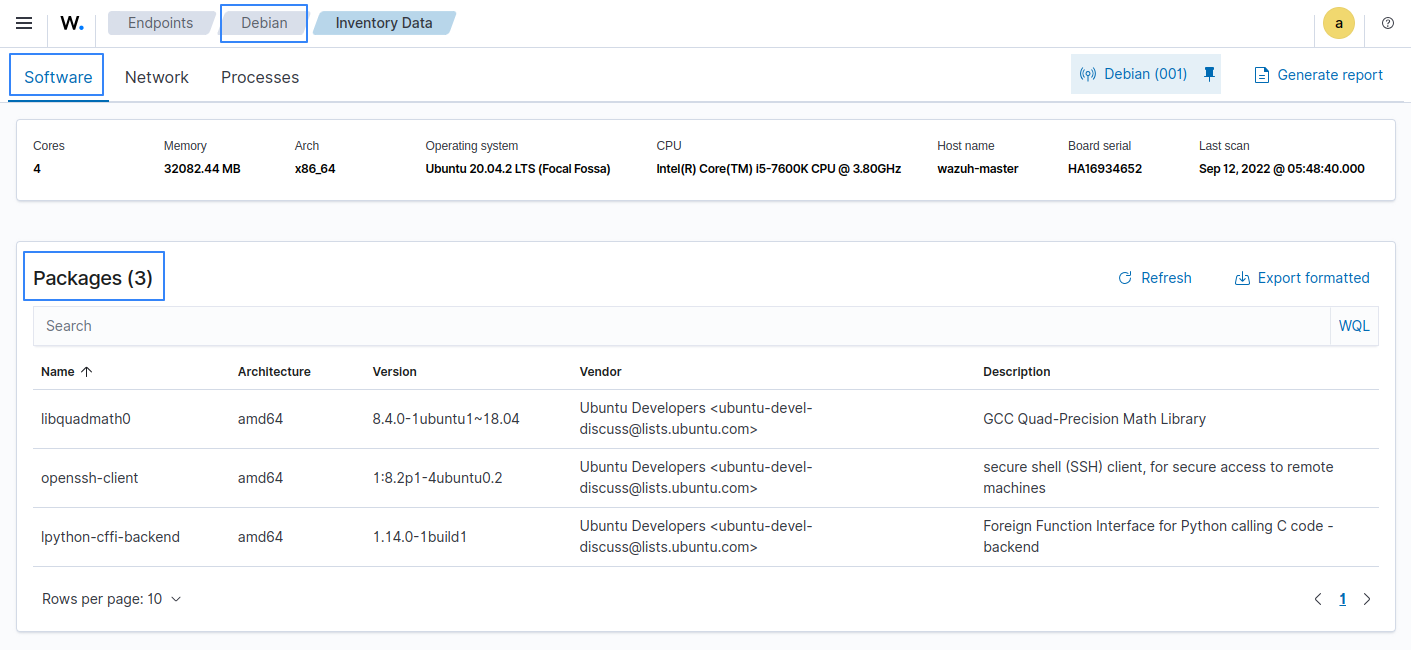 W. Endpoints Debian Inventory Data a
Software Network Processes Debian (001) Generate report
Cores Memory Arch Operating system CPU Host name Board serial Last scan
4 32082.44 MB x86_64 Ubuntu 20.04.2 LTS (Focal Fossa) Intel(R) Core(TM) I5-7600K CPU @ 3.80GHz wazuh-master HA16934652 Sep 12, 2022 @ 05:48:40.000
Packages (3) Refresh Export formatted
Search WQL
Name Architecture Version Vendor Description
libquadmath0 amd64 8.4.0-1ubuntu1~18.04 Ubuntu Developers <ubuntu-devel-
discuss@lists.ubuntu.com> GCC Quad-Precision Math Library
openssh-client amd64 1:8.2p1-4ubuntu0.2 Ubuntu Developers <ubuntu-devel-
discuss@lists.ubuntu.com> secure shell (SSH) client, for secure access to remote
machines
lpython-cffi-backend amd64 1.14.0-1build1 Ubuntu Developers <ubuntu-devel-
discuss@lists.ubuntu.com> Foreign Function Interface for Python calling C code -
backend
Rows per page: 10 1